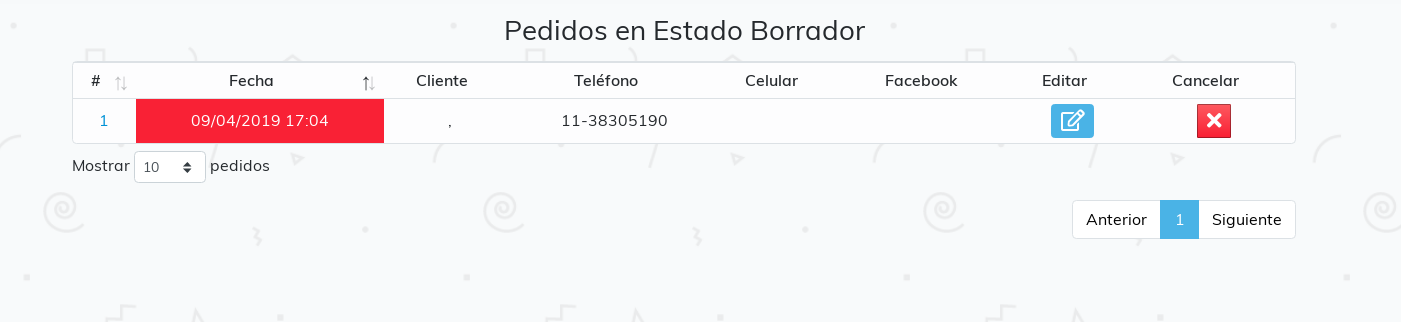 Pedidos en Estado Borrador
# Fecha Cliente Teléfono Celular Facebook Editar Cancelar
1 09/04/2019 17:04 , 11-38305190
Mostrar 10 pedidos
Anterior 1 Siguiente